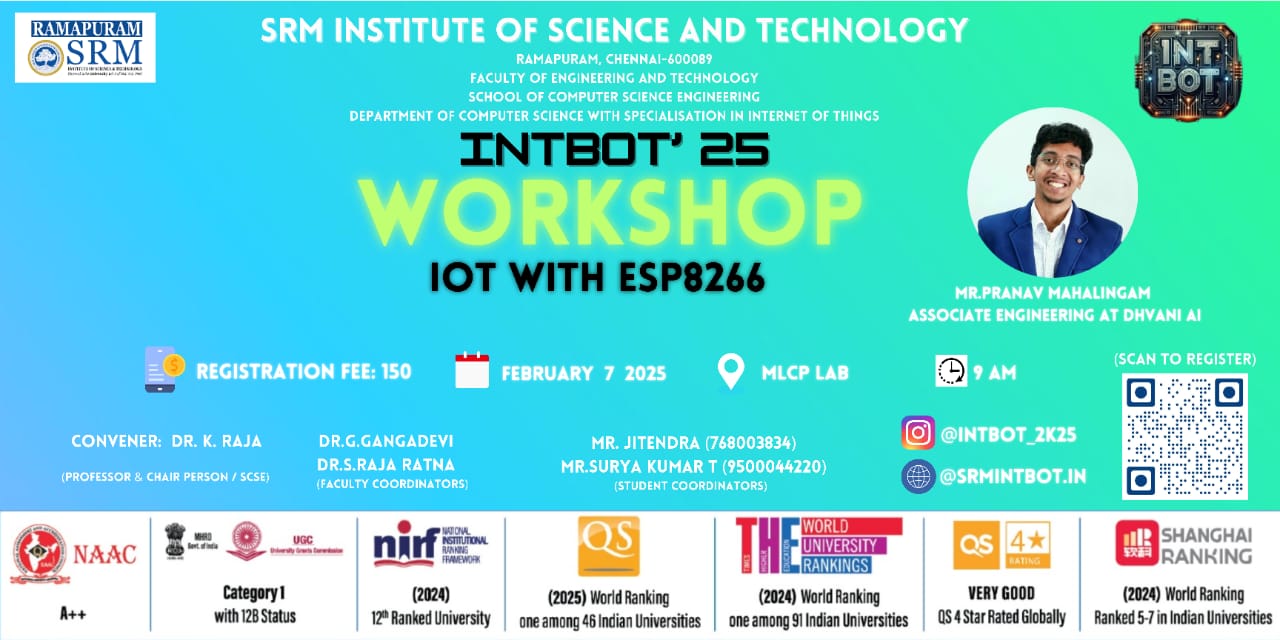 RAMAPURAM
SRM
INSTITUTE OF SCIENCE & TECHNOLOGY
SRM INSTITUTE OF SCIENCE AND TECHNOLOGY
RAMAPURAM, CHENNAI-600089
FACULTY OF ENGINEERING AND TECHNOLOGY
SCHOOL OF COMPUTER SCIENCE ENGINEERING
DEPARTMENT OF COMPUTER SCIENCE WITH SPECIALISATION IN INTERNET OF THINGS
INT
BOT
INTBOT' 25
WORKSHOP
IOT WITH ESP8266
MR.PRANAV MAHALINGAM
ASSOCIATE ENGINEERING AT DHVANI AI
REGISTRATION FEE: 150
FEBRUARY 7 2025
MLCP LAB
9 AM
(SCAN TO REGISTER)
CONVENER: DR. K. RAJA
(PROFESSOR & CHAIR PERSON / SCSE)
DR.G.GANGADEVI
DR.S.RAJA RATNA
(FACULTY COORDINATORS)
MR. JITENDRA (768003834)
MR.SURYA KUMAR T (9500044220)
(STUDENT COORDINATORS)
@INTBOT_2K25
@SRMINTBOT.IN
NAAC
A++
MHRD
Govt. of India
UGC
University Grants Commission
Category 1
with 12B Status
nirf
NATIONAL
INSTITUTIONAL
RANKING
FRAMEWORK
(2024)
12th Ranked University
QS
(2025) World Ranking
one among 46 Indian Universities
THE
TIMES
HIGHER
EDUCATION
WORLD
UNIVERSITY
RANKINGS
(2024) World Ranking
one among 91 Indian Universities
QS
4★
RATING
VERY GOOD
QS 4 Star Rated Globally
软科
SHANGHAI
RANKING
(2024) World Ranking
Ranked 5-7 in Indian Universities